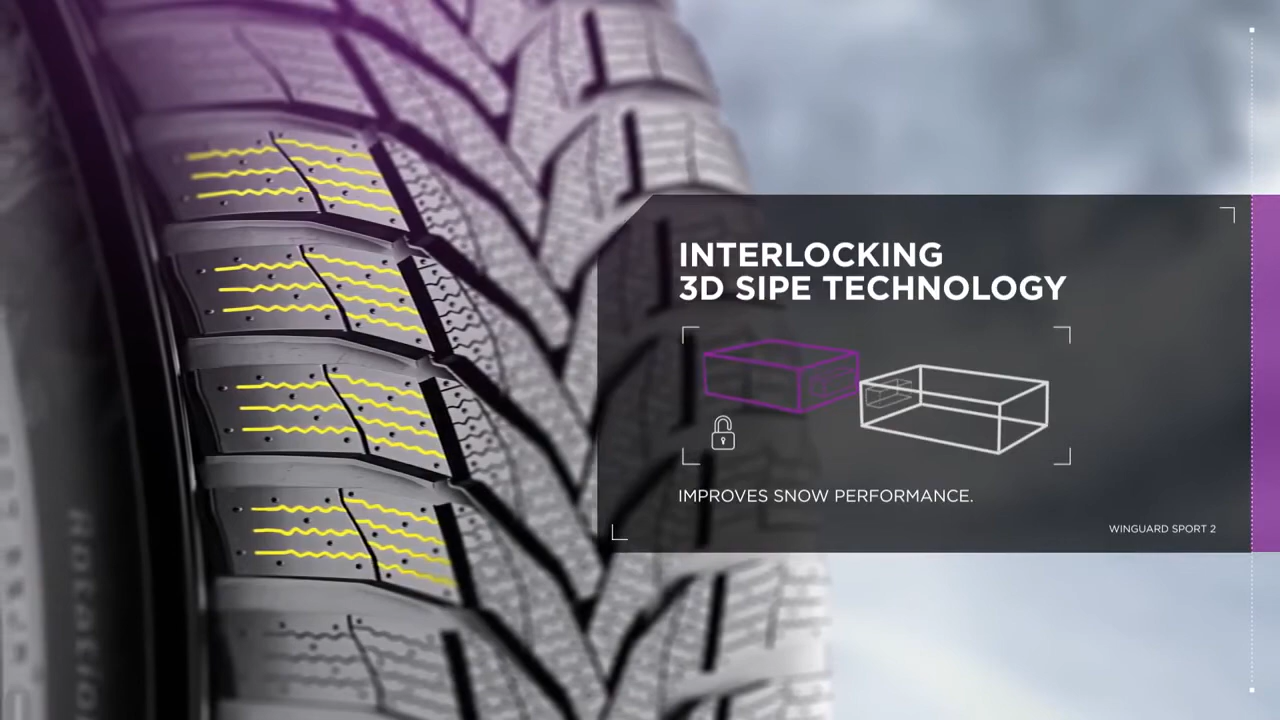 INTERLOCKING
3D SIPE TECHNOLOGY
IMPROVES SNOW PERFORMANCE.
WINGUARD SPORT 2